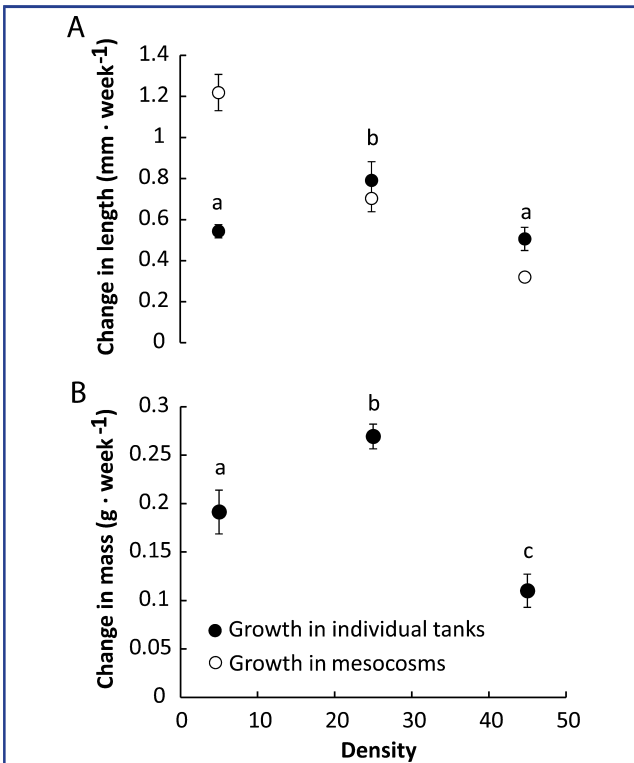 A
Change in length (mm · week⁻¹)
1.4
1.2
1
0.8
0.6
0.4
0.2
0
a
b
a
B
Change in mass (g · week⁻¹)
0.3
0.25
0.2
0.15
0.1
0.05
0
a
b
c
Growth in individual tanks
Growth in mesocosms
0 10 20 30 40 50
Density